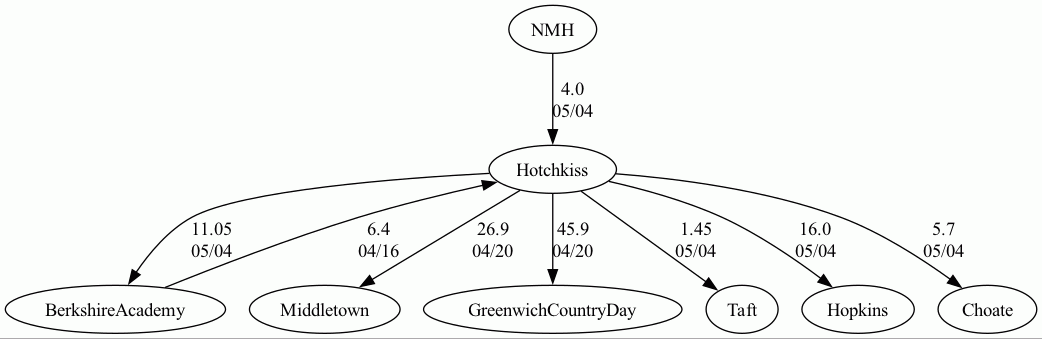 NMH
4.0
05/04
Hotchkiss
11.05
05/04
6.4
04/16
26.9
04/20
45.9
04/20
1.45
05/04
16.0
05/04
5.7
05/04
BerkshireAcademy
Middletown
GreenwichCountryDay
Taft
Hopkins
Choate